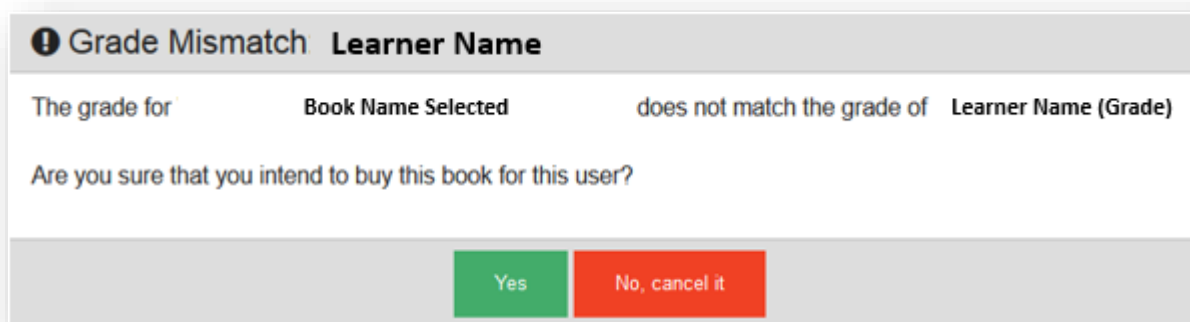 Grade Mismatch: Learner Name
The grade for Book Name Selected does not match the grade of Learner Name (Grade)
Are you sure that you intend to buy this book for this user?
Yes No, cancel it